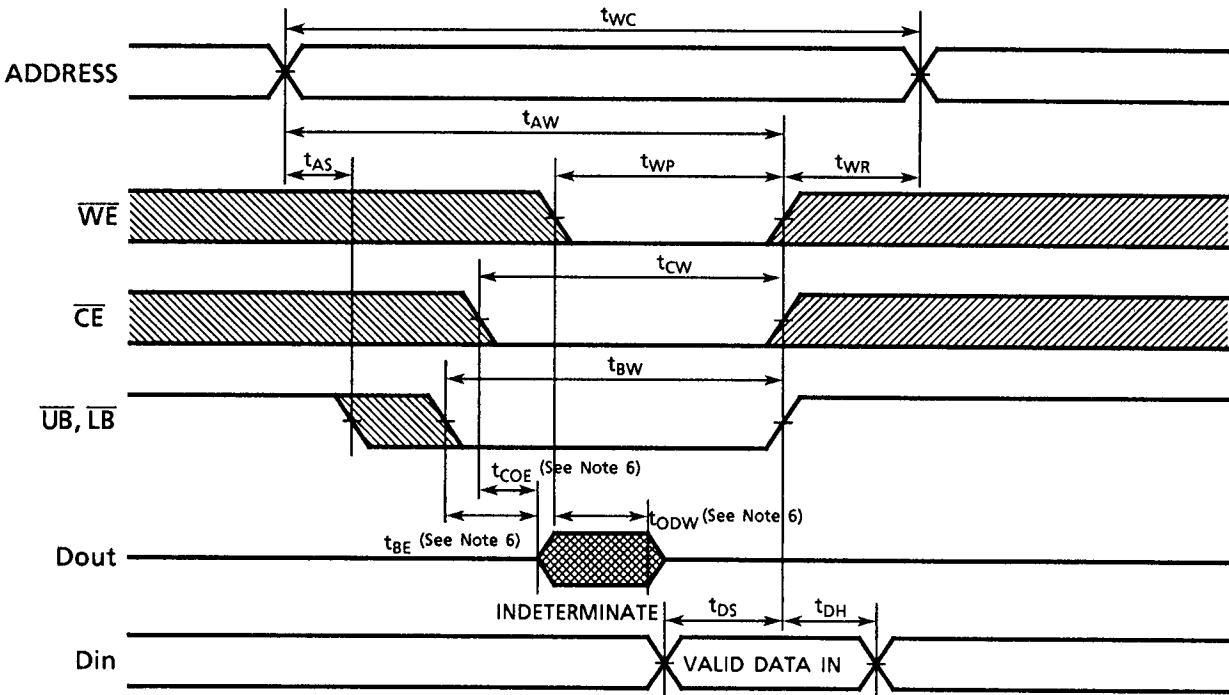 tWC
ADDRESS
tAW
tAS
tWP
tWR
WE
tCW
CE
tBW
UB, LB
tCOE (See Note 6)
tODW (See Note 6)
tBE (See Note 6)
Dout
INDETERMINATE
tDS
tDH
Din
VALID DATA IN